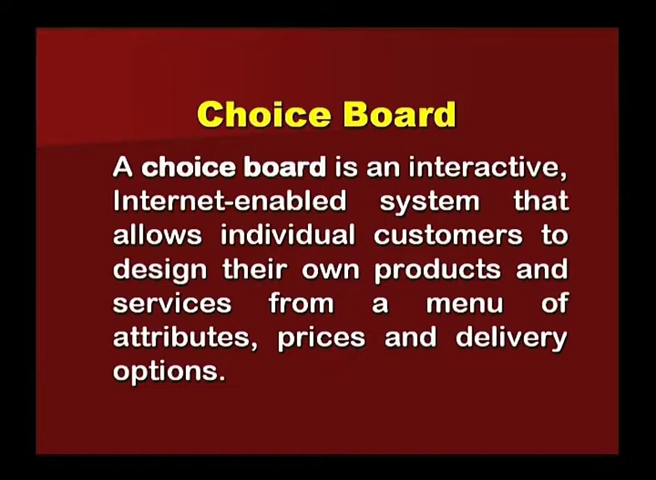 Choice Board
A choice board is an interactive,
Internet-enabled system that
allows individual customers to
design their own products and
services from a menu of
attributes, prices and delivery
options.